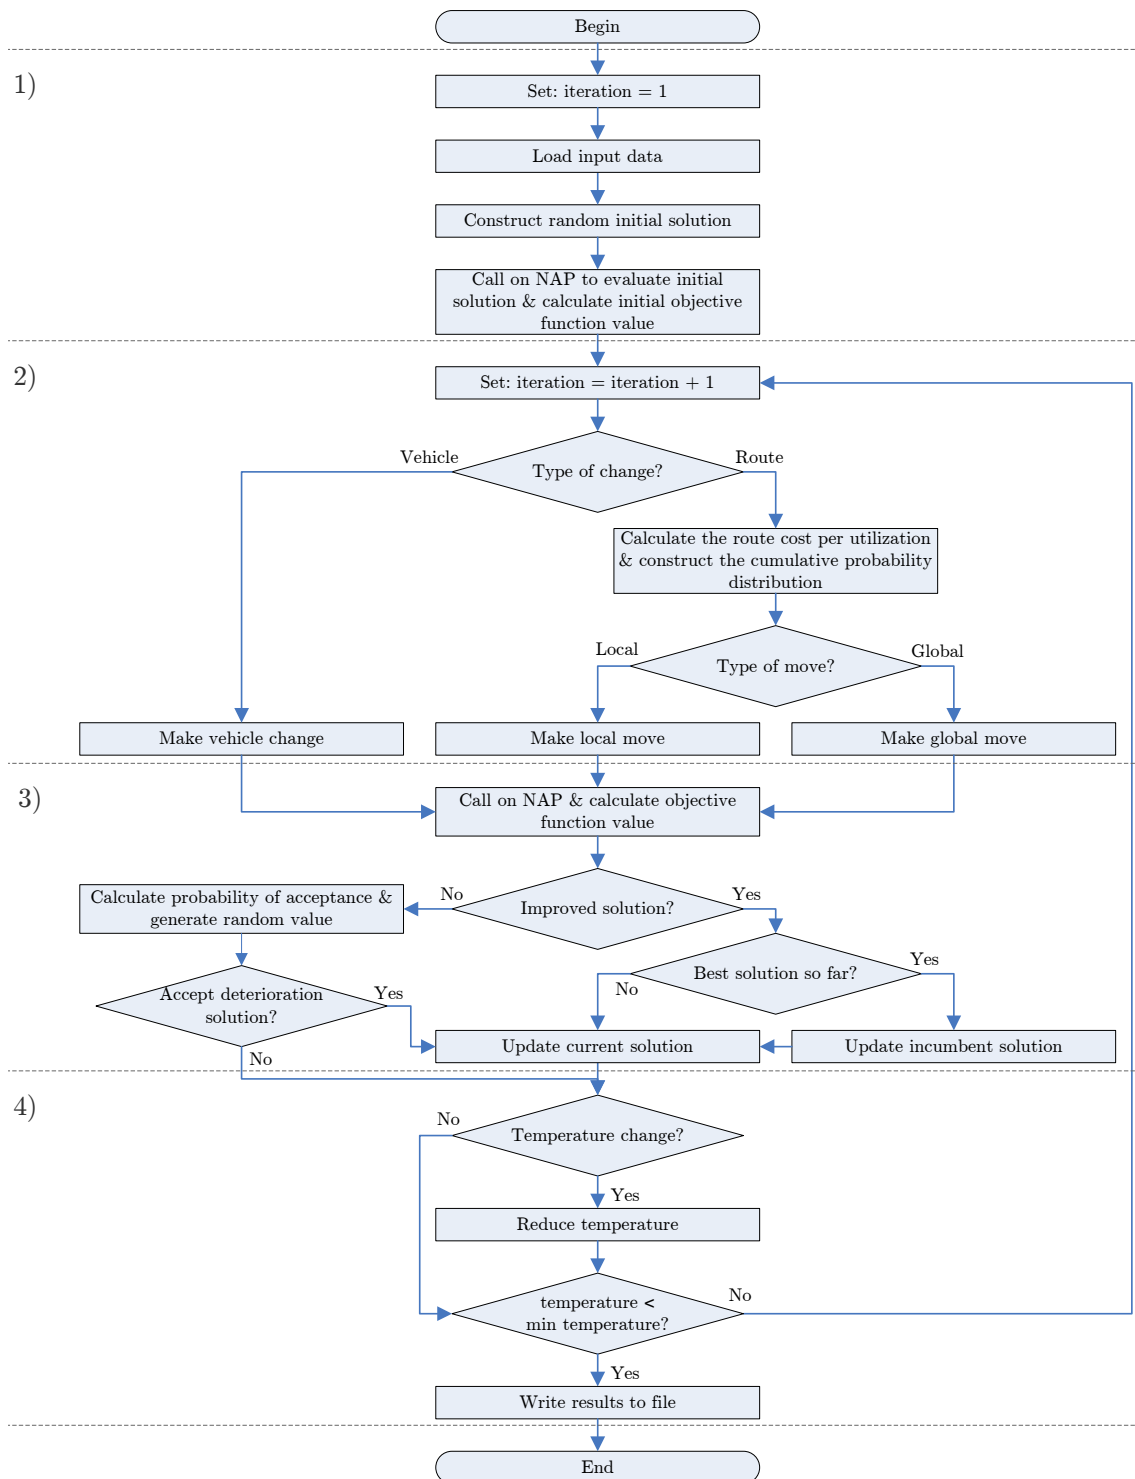 Begin
1)
Set: iteration = 1
Load input data
Construct random initial solution
Call on NAP to evaluate initial
solution & calculate initial objective
function value
2)
Set: iteration = iteration + 1
Vehicle
Type of change?
Route
Calculate the route cost per utilization
& construct the cumulative probability
distribution
Local
Type of move?
Global
Make vehicle change
Make local move
Make global move
3)
Call on NAP & calculate objective
function value
Calculate probability of acceptance &
generate random value
No
Improved solution?
Yes
Best solution so far?
Yes
No
Accept deterioration
solution?
Yes
No
Update current solution
Update incumbent solution
4)
No
Temperature change?
Yes
Reduce temperature
temperature <
min temperature?
No
Yes
Write results to file
End